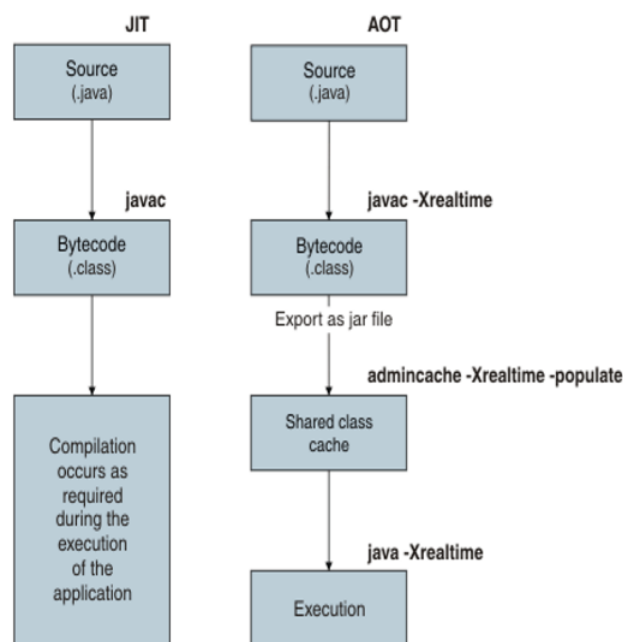 JIT
Source
(.java)
javac
Bytecode
(.class)
Compilation
occurs as
required
during the
execution
of the
application
AOT
Source
(.java)
javac -Xrealtime
Bytecode
(.class)
Export as jar file
admincache -Xrealtime -populate
Shared class
cache
java -Xrealtime
Execution